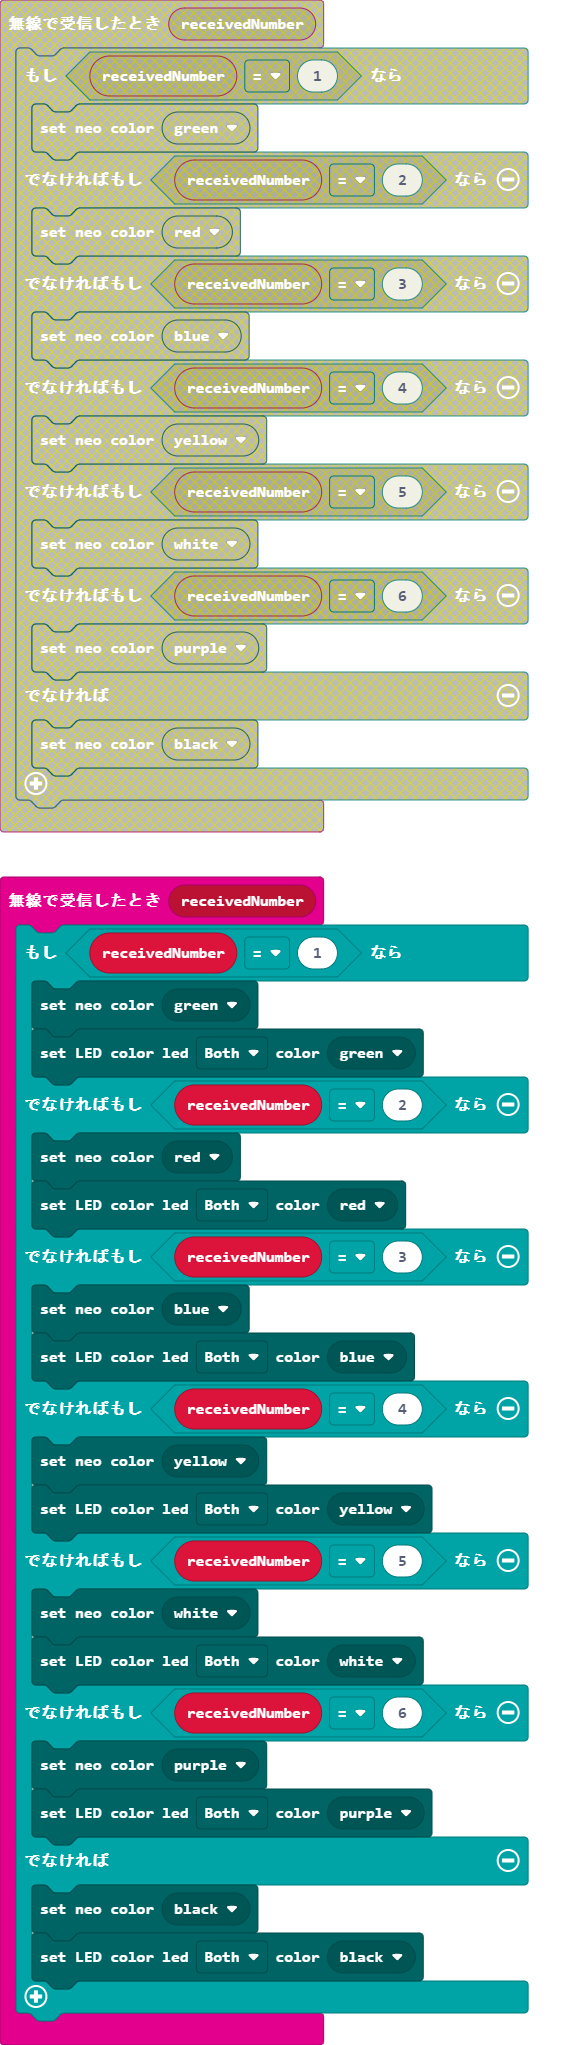 無線で受信したとき receivedNumber
もし receivedNumber = 1 なら
set neo color green
でなければもし receivedNumber = 2 なら
set neo color red
でなければもし receivedNumber = 3 なら
set neo color blue
でなければもし receivedNumber = 4 なら
set neo color yellow
でなければもし receivedNumber = 5 なら
set neo color white
でなければもし receivedNumber = 6 なら
set neo color purple
でなければ
set neo color black
無線で受信したとき receivedNumber
もし receivedNumber = 1 なら
set neo color green
set LED color led Both color green
でなければもし receivedNumber = 2 なら
set neo color red
set LED color led Both color red
でなければもし receivedNumber = 3 なら
set neo color blue
set LED color led Both color blue
でなければもし receivedNumber = 4 なら
set neo color yellow
set LED color led Both color yellow
でなければもし receivedNumber = 5 なら
set neo color white
set LED color led Both color white
でなければもし receivedNumber = 6 なら
set neo color purple
set LED color led Both color purple
でなければ
set neo color black
set LED color led Both color black